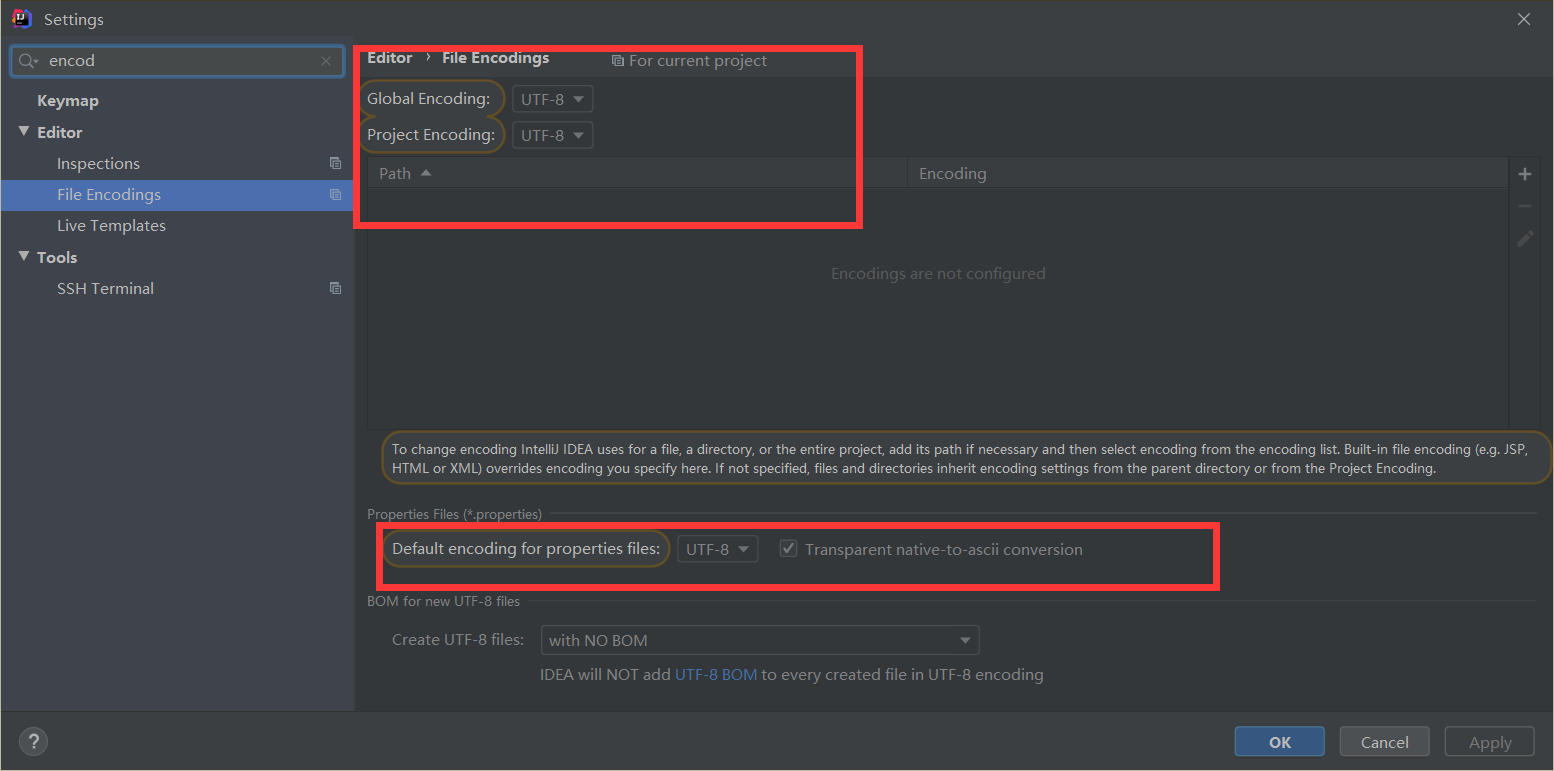 Settings
encod
Keymap
Editor
Inspections
File Encodings
Live Templates
Tools
SSH Terminal
Editor › File Encodings
For current project
Global Encoding: UTF-8
Project Encoding: UTF-8
Path Encoding
Encodings are not configured
To change encoding IntelliJ IDEA uses for a file, a directory, or the entire project, add its path if necessary and then select encoding from the encoding list. Built-in file encoding (e.g. JSP,
HTML or XML) overrides encoding you specify here. If not specified, files and directories inherit encoding settings from the parent directory or from the Project Encoding.
Properties Files (*.properties)
Default encoding for properties files: UTF-8 Transparent native-to-ascii conversion
BOM for new UTF-8 files
Create UTF-8 files: with NO BOM
IDEA will NOT add UTF-8 BOM to every created file in UTF-8 encoding
?
OK Cancel Apply